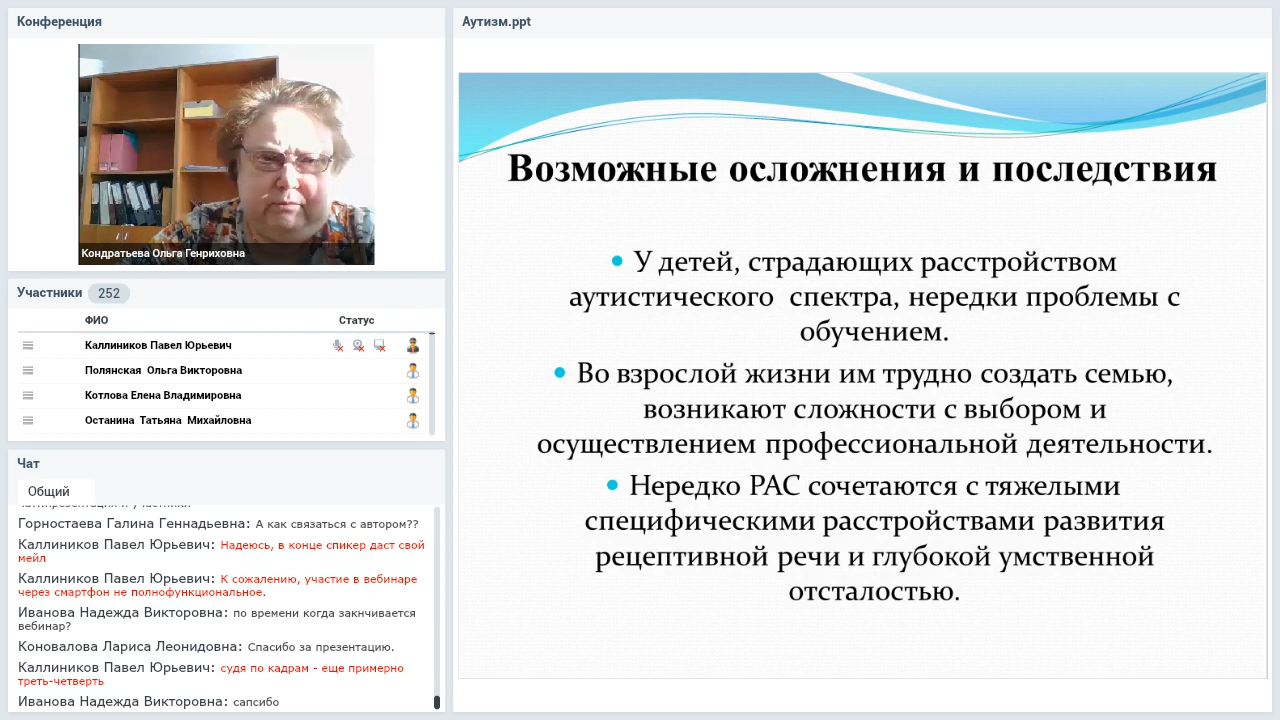 Конференция
Кондратьева Ольга Генриховна
Участники 252
ФИО Статус
Каллиников Павел Юрьевич
Полянская Ольга Викторовна
Котлова Елена Владимировна
Останина Татьяна Михайловна
Чат
Общий
Горностаева Галина Геннадьевна: А как связаться с автором??
Каллиников Павел Юрьевич: Надеюсь, в конце спикер даст свой
мейл
Каллиников Павел Юрьевич: К сожалению, участие в вебинаре
через смартфон не полнофункциональное.
Иванова Надежда Викторовна: по времени когда закнчивается
вебинар?
Коновалова Лариса Леонидовна: Спасибо за презентацию.
Каллиников Павел Юрьевич: судя по кадрам - еще примерно
треть-четверть
Иванова Надежда Викторовна: сапсибо
Аутизм.ppt
Возможные осложнения и последствия
• У детей, страдающих расстройством
аутистического спектра, нередки проблемы с
обучением.
• Во взрослой жизни им трудно создать семью,
возникают сложности с выбором и
осуществлением профессиональной деятельности.
• Нередко РАС сочетаются с тяжелыми
специфическими расстройствами развития
рецептивной речи и глубокой умственной
отсталостью.